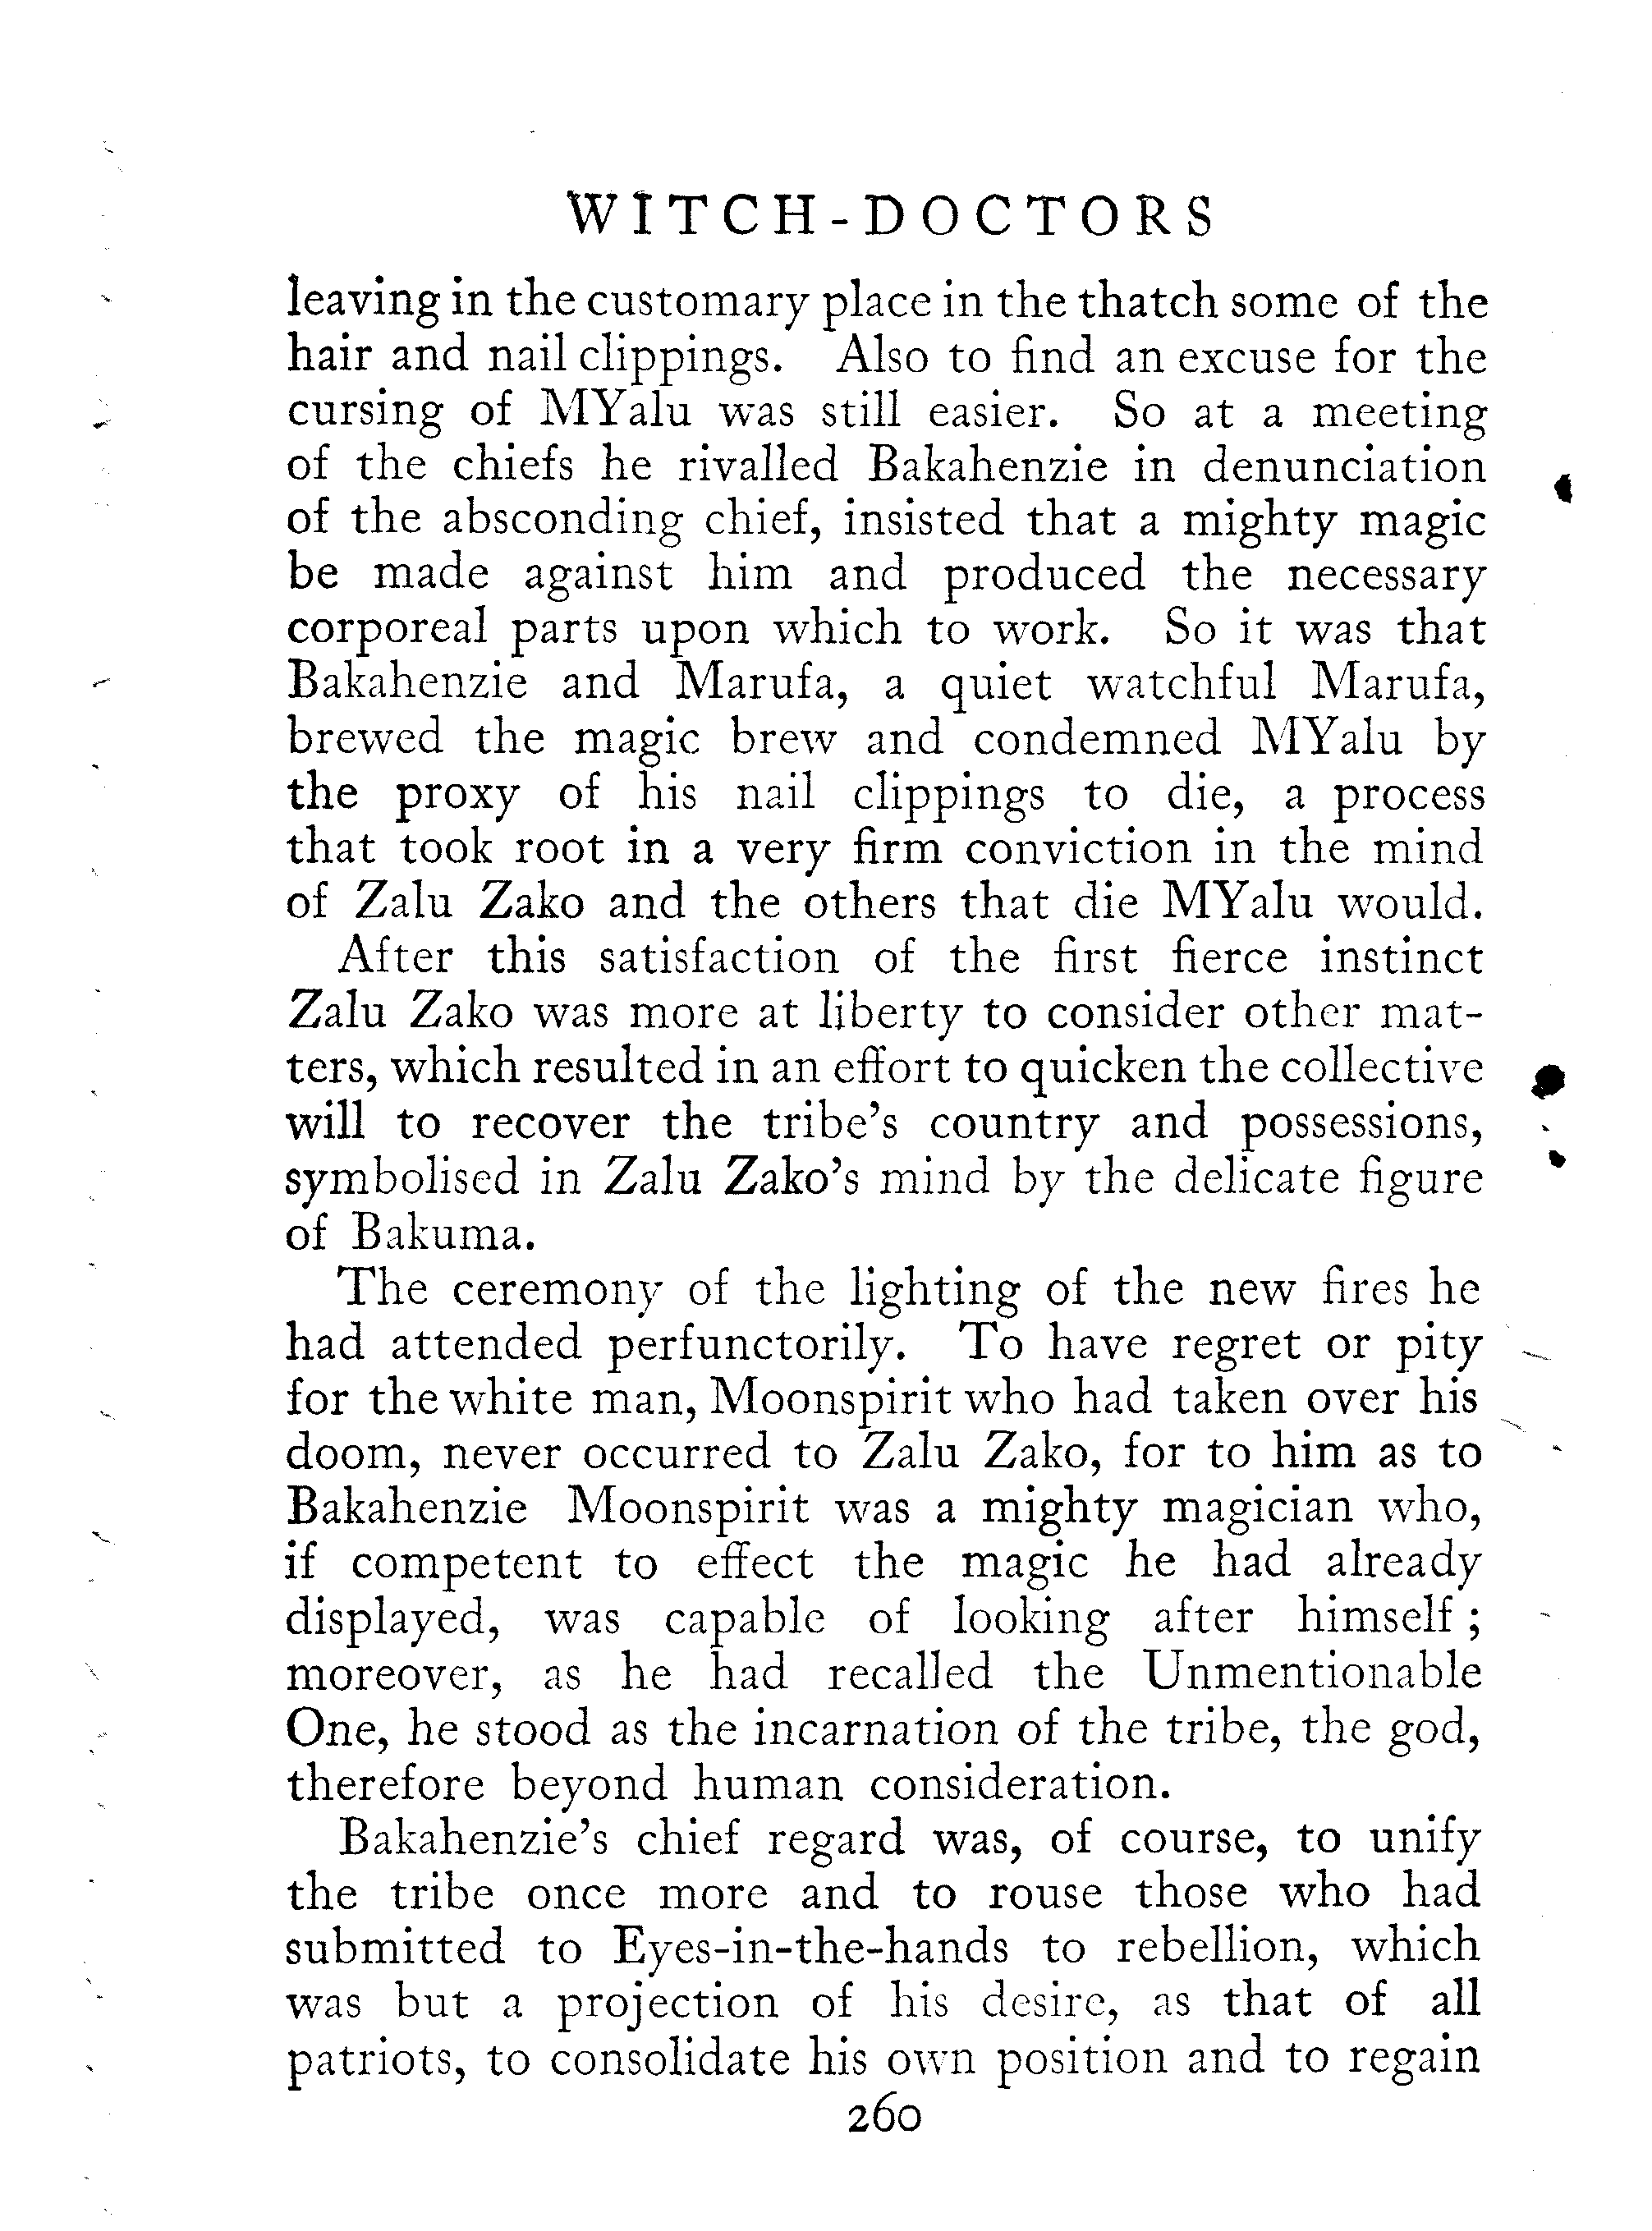 WITCH-DOCTORS
leaving in the customary place in the thatch some of the
hair and nail clippings. Also to find an excuse for the
cursing of MYalu was still easier. So at a meeting
of the chiefs he rivalled Bakahenzie in denunciation
of the absconding chief, insisted that a mighty magic
be made against him and produced the necessary
corporeal parts upon which to work. So it was that
Bakahenzie and Marufa, a quiet watchful Marufa,
brewed the magic brew and condemned MYalu by
the proxy of his nail clippings to die, a process
that took root in a very firm conviction in the mind
of Zalu Zako and the others that die MYalu would.
After this satisfaction of the first fierce instinct
Zalu Zako was more at liberty to consider other mat-
ters, which resulted in an effort to quicken the collective
will to recover the tribe's country and possessions,
symbolised in Zalu Zako's mind by the delicate figure
of Bakuma.
The ceremony of the lighting of the new fires he
had attended perfunctorily. To have regret or pity
for the white man, Moonspirit who had taken over his
doom, never occurred to Zalu Zako, for to him as to
Bakahenzie Moonspirit was a mighty magician who,
if competent to effect the magic he had already
displayed, was capable of looking after himself ;
moreover, as he had recalled the Unmentionable
One, he stood as the incarnation of the tribe, the god,
therefore beyond human consideration.
Bakahenzie's chief regard was, of course, to unify
the tribe once more and to rouse those who had
submitted to Eyes-in-the-hands to rebellion, which
was but a projection of his desire, as that of all
patriots, to consolidate his own position and to regain
260